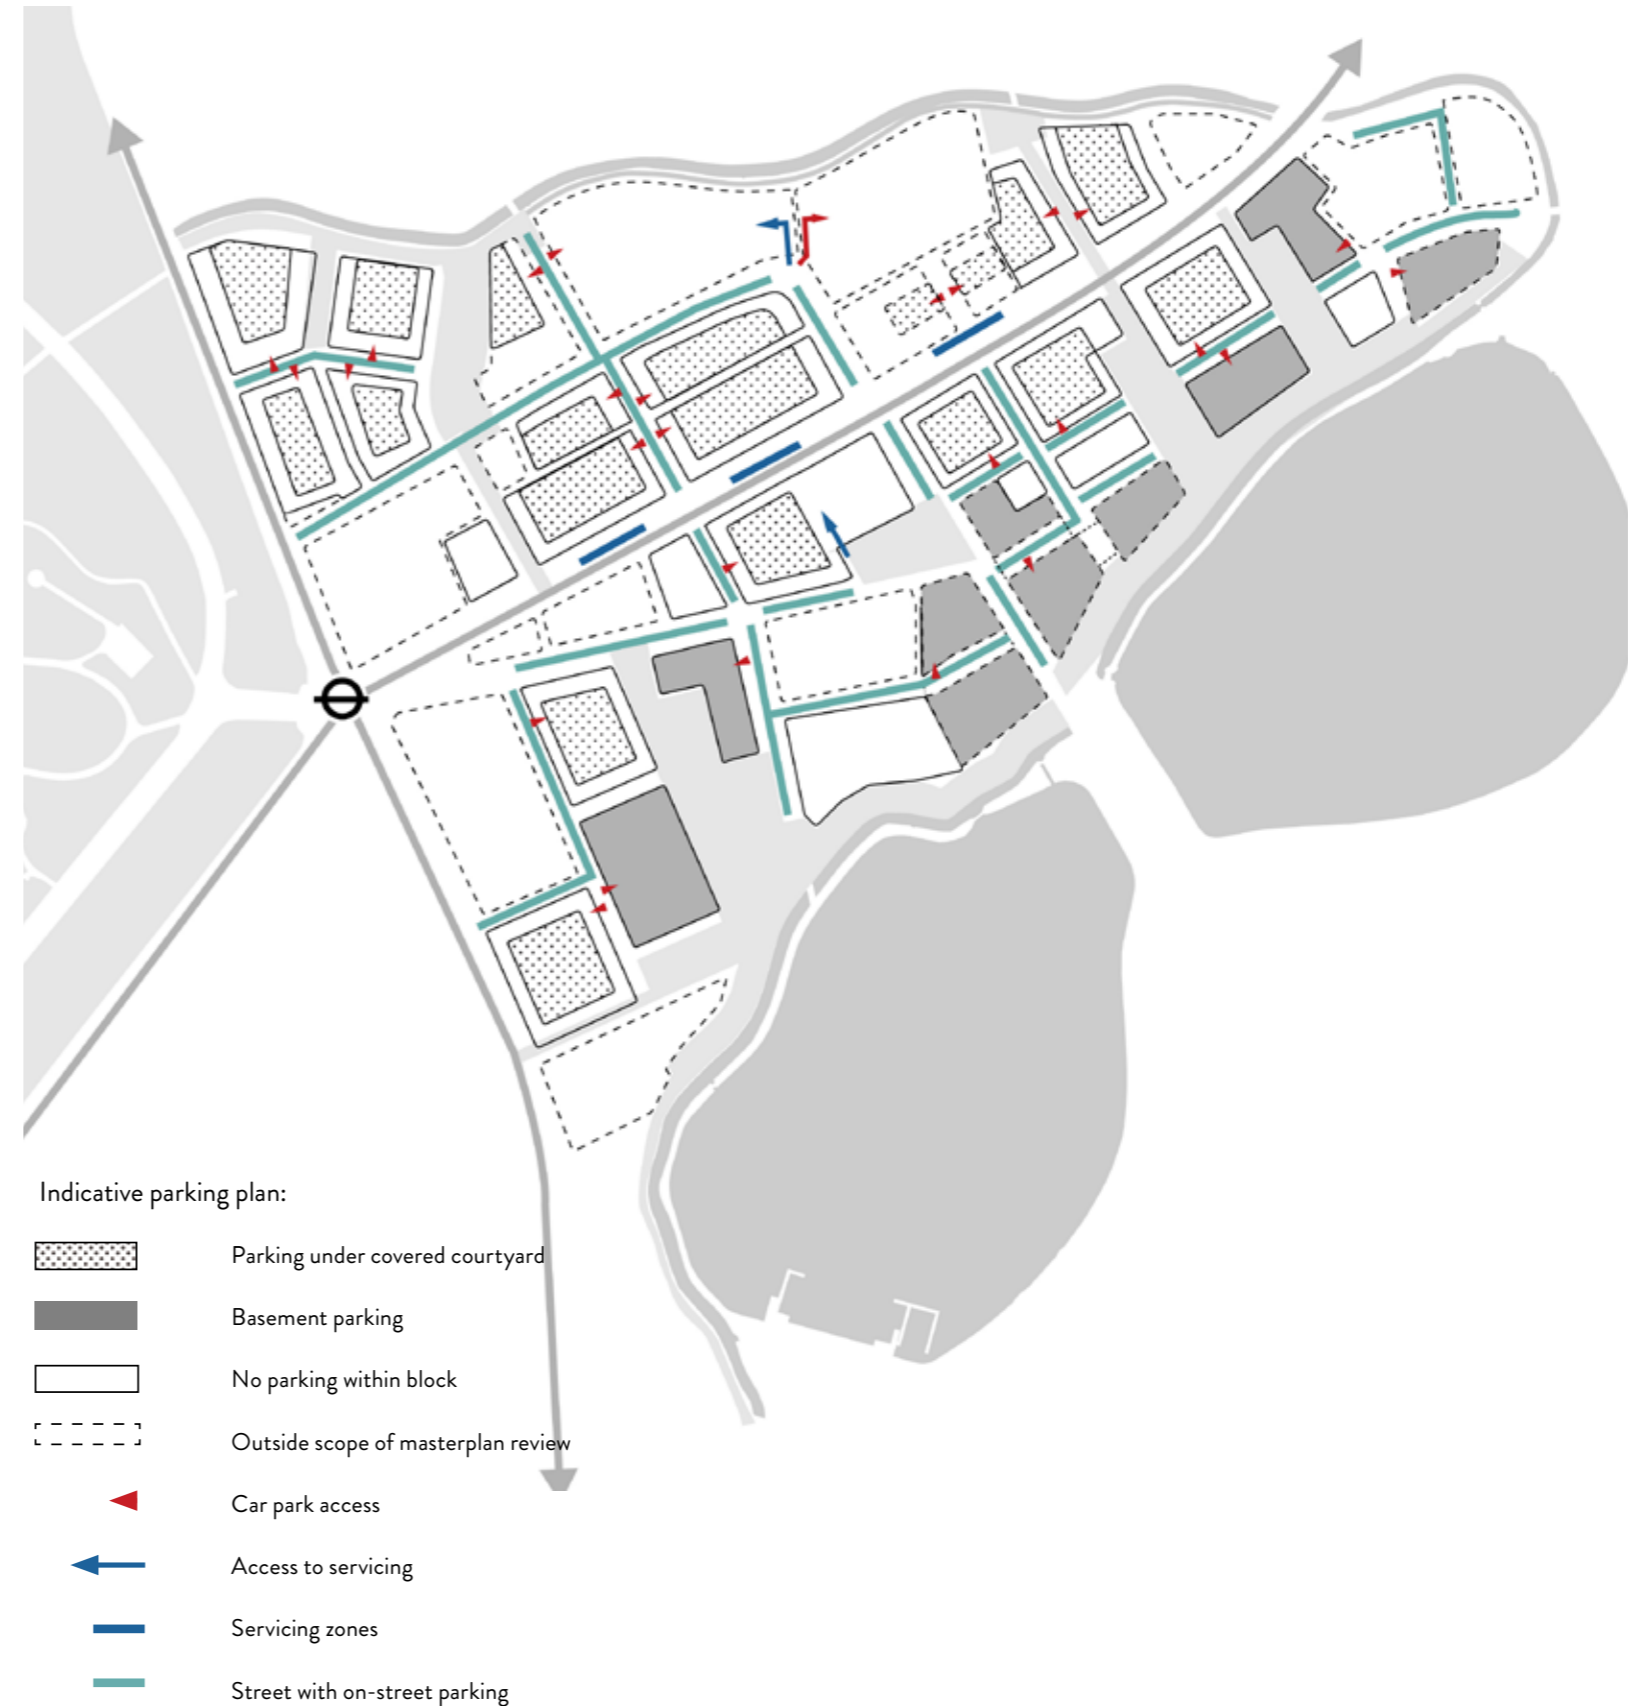 Indicative parking plan:
Parking under covered courtyard
Basement parking
No parking within block
Outside scope of masterplan review
Car park access
Access to servicing
Servicing zones
Street with on-street parking